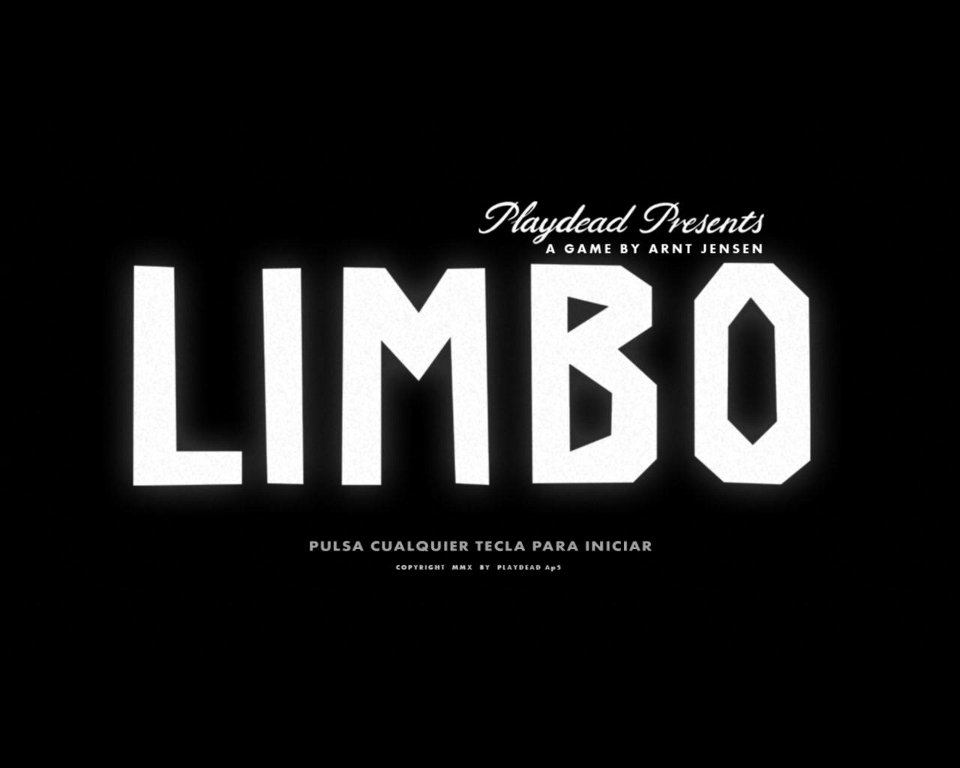 Playdead Presents
A GAME BY ARNT JENSEN
LIMBO
PULSA CUALQUIER TECLA PARA INICIAR
COPYRIGHT MMX BY PLAYDEAD ApS